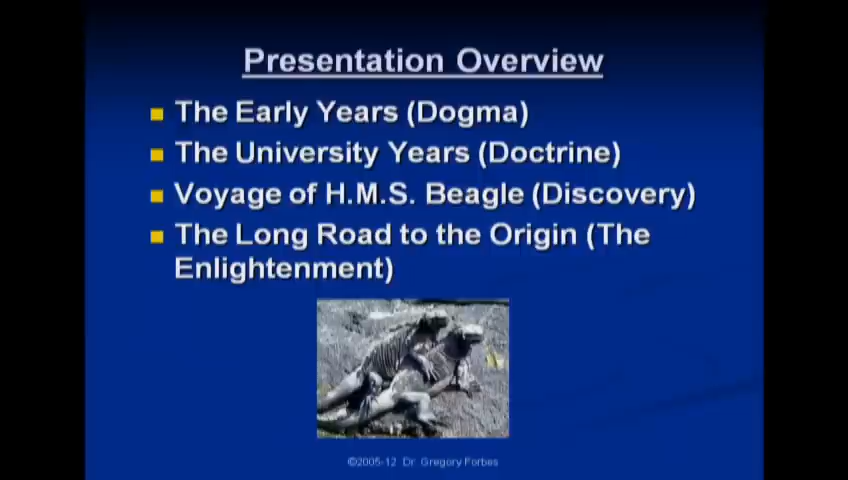 Presentation Overview
The Early Years (Dogma)
The University Years (Doctrine)
Voyage of H.M.S. Beagle (Discovery)
The Long Road to the Origin (The
Enlightenment)
©2005-12 Dr. Gregory Forbes